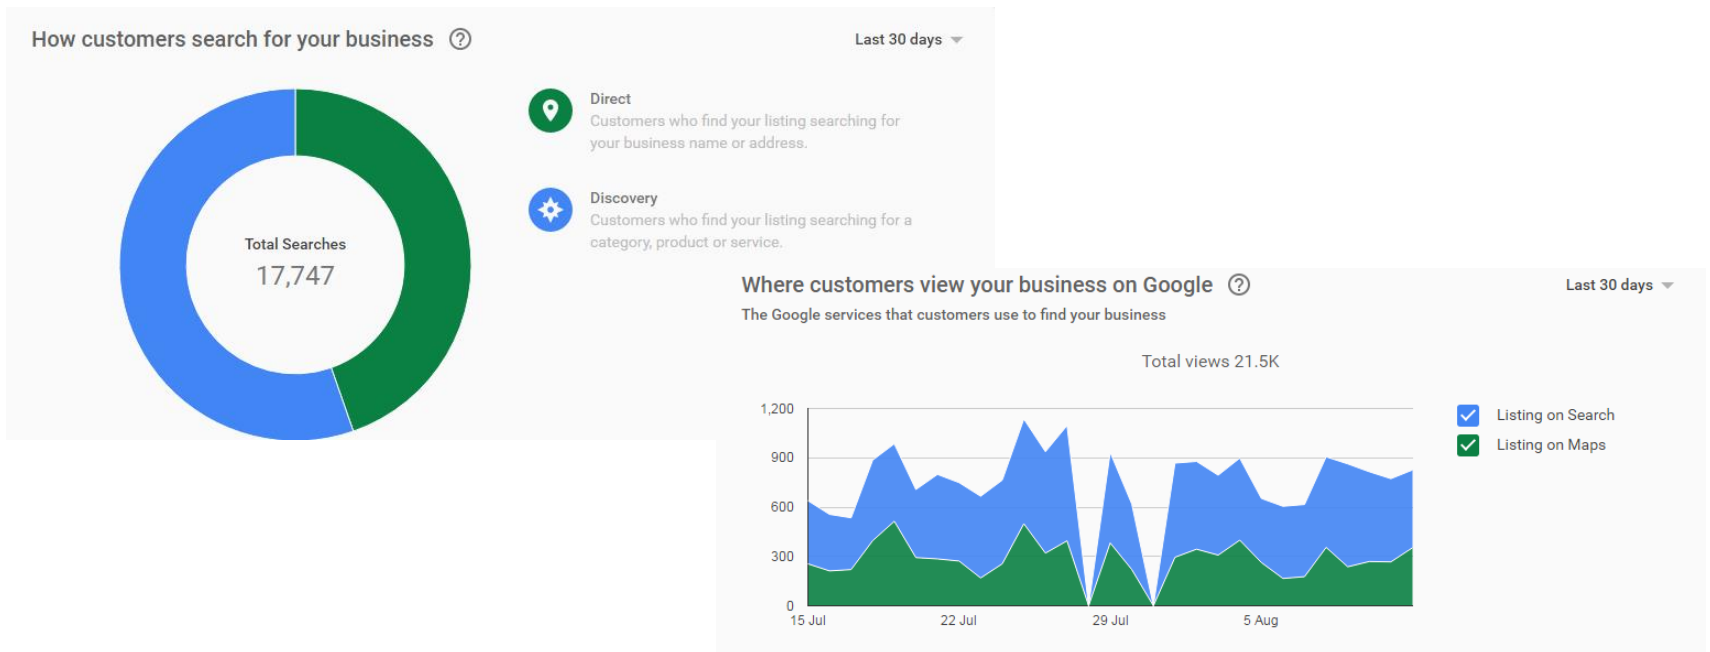 How customers search for your business
Last 30 days
Direct
Customers who find your listing searching for
your business name or address.
Discovery
Customers who find your listing searching for a
category, product or service.
Total Searches
17,747
Where customers view your business on Google
Last 30 days
The Google services that customers use to find your business
Total views 21.5K
1,200
900
600
300
0
15 Jul
22 Jul
29 Jul
5 Aug
Listing on Search
Listing on Maps